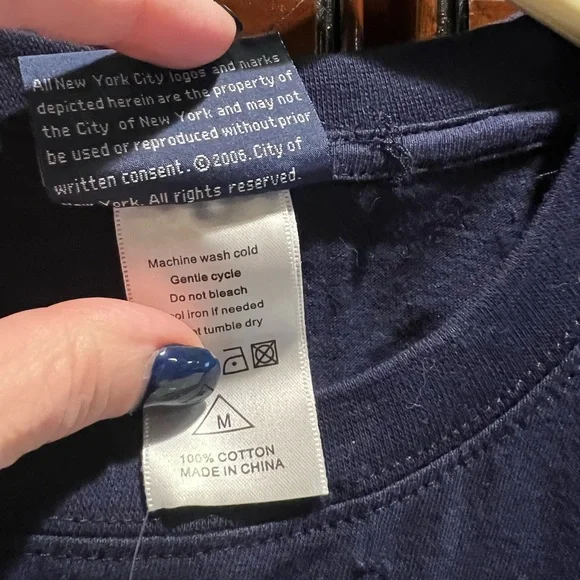 All New York City logos and marks
depicted herein are the property of
the City of New York and may not
be used or reproduced without prior
written consent. © 2006. City of
New York. All rights reserved.
Machine wash cold
Gentle cycle
Do not bleach
ol iron if needed
t tumble dry
M
100% COTTON
MADE IN CHINA